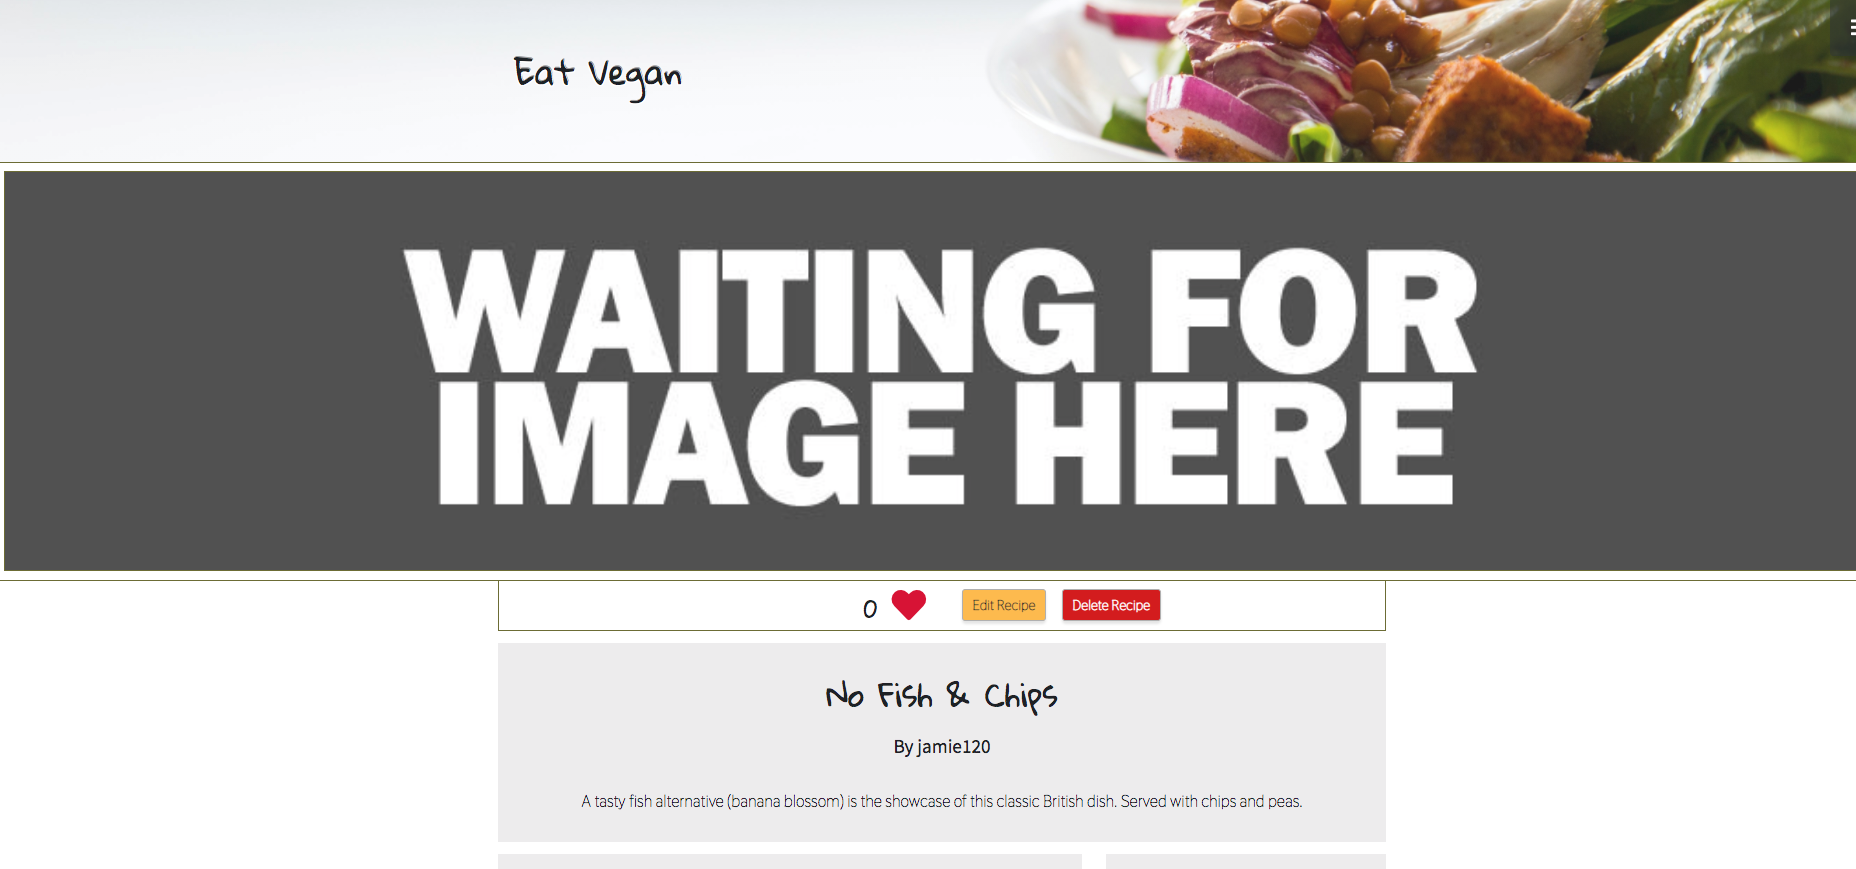 Eat Vegan
WAITING FOR
IMAGE HERE
0 Edit Recipe Delete Recipe
No Fish & Chips
By jamie120
A tasty fish alternative (banana blossom) is the showcase of this classic British dish. Served with chips and peas.